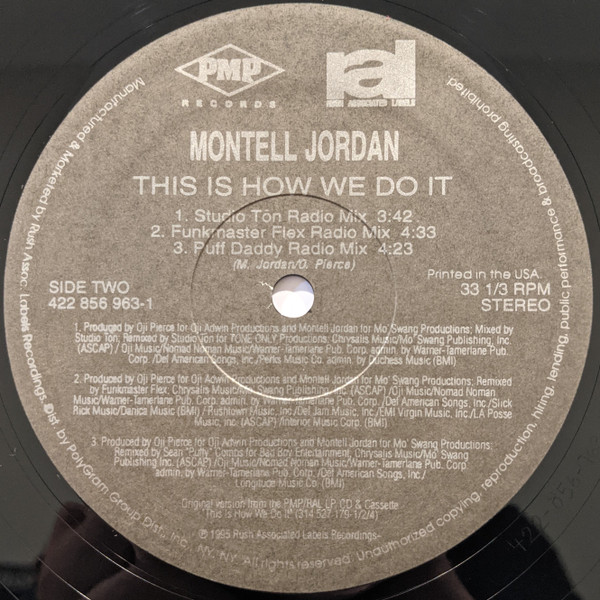 PMP
RECORDS
ral
RUSH ASSOCIATED LABELS
MONTELL JORDAN
THIS IS HOW WE DO IT
1. Studio Tōn Radio Mix 3:42
2. Funkmaster Flex Radio Mix 4:33
3. Puff Daddy Radio Mix 4:23
(M. Jordan/O. Pierce)
SIDE TWO
422 856 963-1
Printed in the USA.
33 1/3 RPM
STEREO
1. Produced by Oji Pierce for Oji Adwin Productions and Montell Jordan for Mo' Swang Productions; Mixed by
Studio Ton; Remixed by Studio Ton for TONE ONLY Productions; Chrysalis Music/Mo' Swang Publishing, Inc.
(ASCAP) / Oji Music/Nomad Noman Music/Warner-Tamerlane Pub. Corp. admin. by Warner-Tamerlane Pub.
Corp. /Def American Songs, Inc./Perks Music Co. admin. by Duchess Music (BMI)
2. Produced by Oji Pierce for Oji Adwin Productions and Montell Jordan for Mo' Swang Productions; Remixed
by Funkmaster Flex; Chrysalis Music/Mo' Swang Publishing, Inc. (ASCAP) /Oji Music/Nomad Noman
Music/Warner-Tamerlane Pub. Corp. admin. by Warner-Tamerlane Pub. Corp. /Def American Songs, Inc./Slick
Rick Music/Danica Music (BMI) / Rushtown Music, Inc./Def Jam Music, Inc./EMI Virgin Music, Inc./LA Posse
Music, Inc. (ASCAP) /Interior Music Corp. (BMI)
3. Produced by Oji Pierce for Oji Adwin Productions and Montell Jordan for Mo' Swang Productions;
Remixed by Sean "Puffy" Combs for Bad Boy Entertainment, Chrysalis Music/Mo' Swang
Publishing Inc. (ASCAP) /Oji Music/Nomad Noman Music/Warner-Tamerlane Pub. Corp.
admin. by Warner-Tamerlane Pub. Corp. /Def American Songs, Inc./
Longitude Music Co. (BMI)
Original version from the PMP/RAL LP, CD & Cassette
"This is How We Do It" (314 527 179-1/2/4)
℗ 1995 Rush Associated Labels Recordings
Manufactured & Marketed by Rush Assoc. Labels Recordings. Dist. by PolyGram Group Dist., Inc., NY, NY. Unauthorized copying, reproduction, hiring, lending, public performance & broadcasting prohibited.